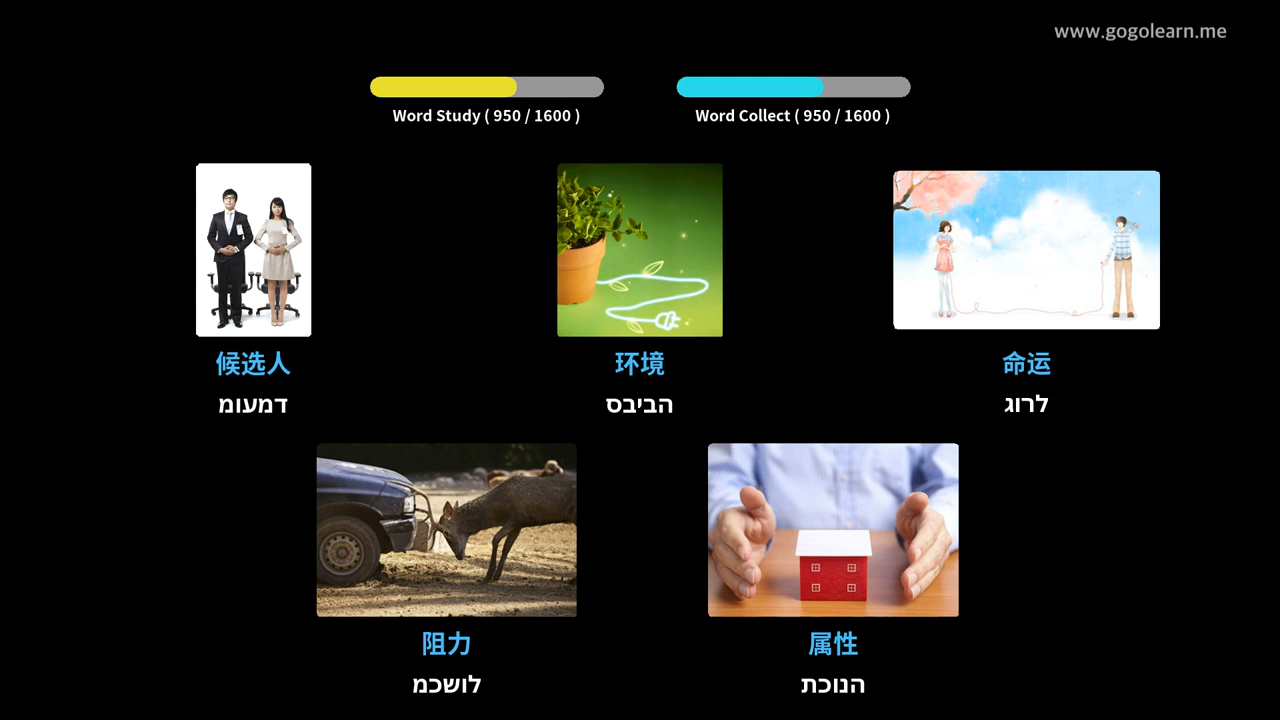 www.gogolearn.me
Word Study ( 950 / 1600 )
Word Collect ( 950 / 1600 )
候选人
环境
命运
דמעומ
הביבס
לרוג
阻力
属性
לושכמ
הנוכת